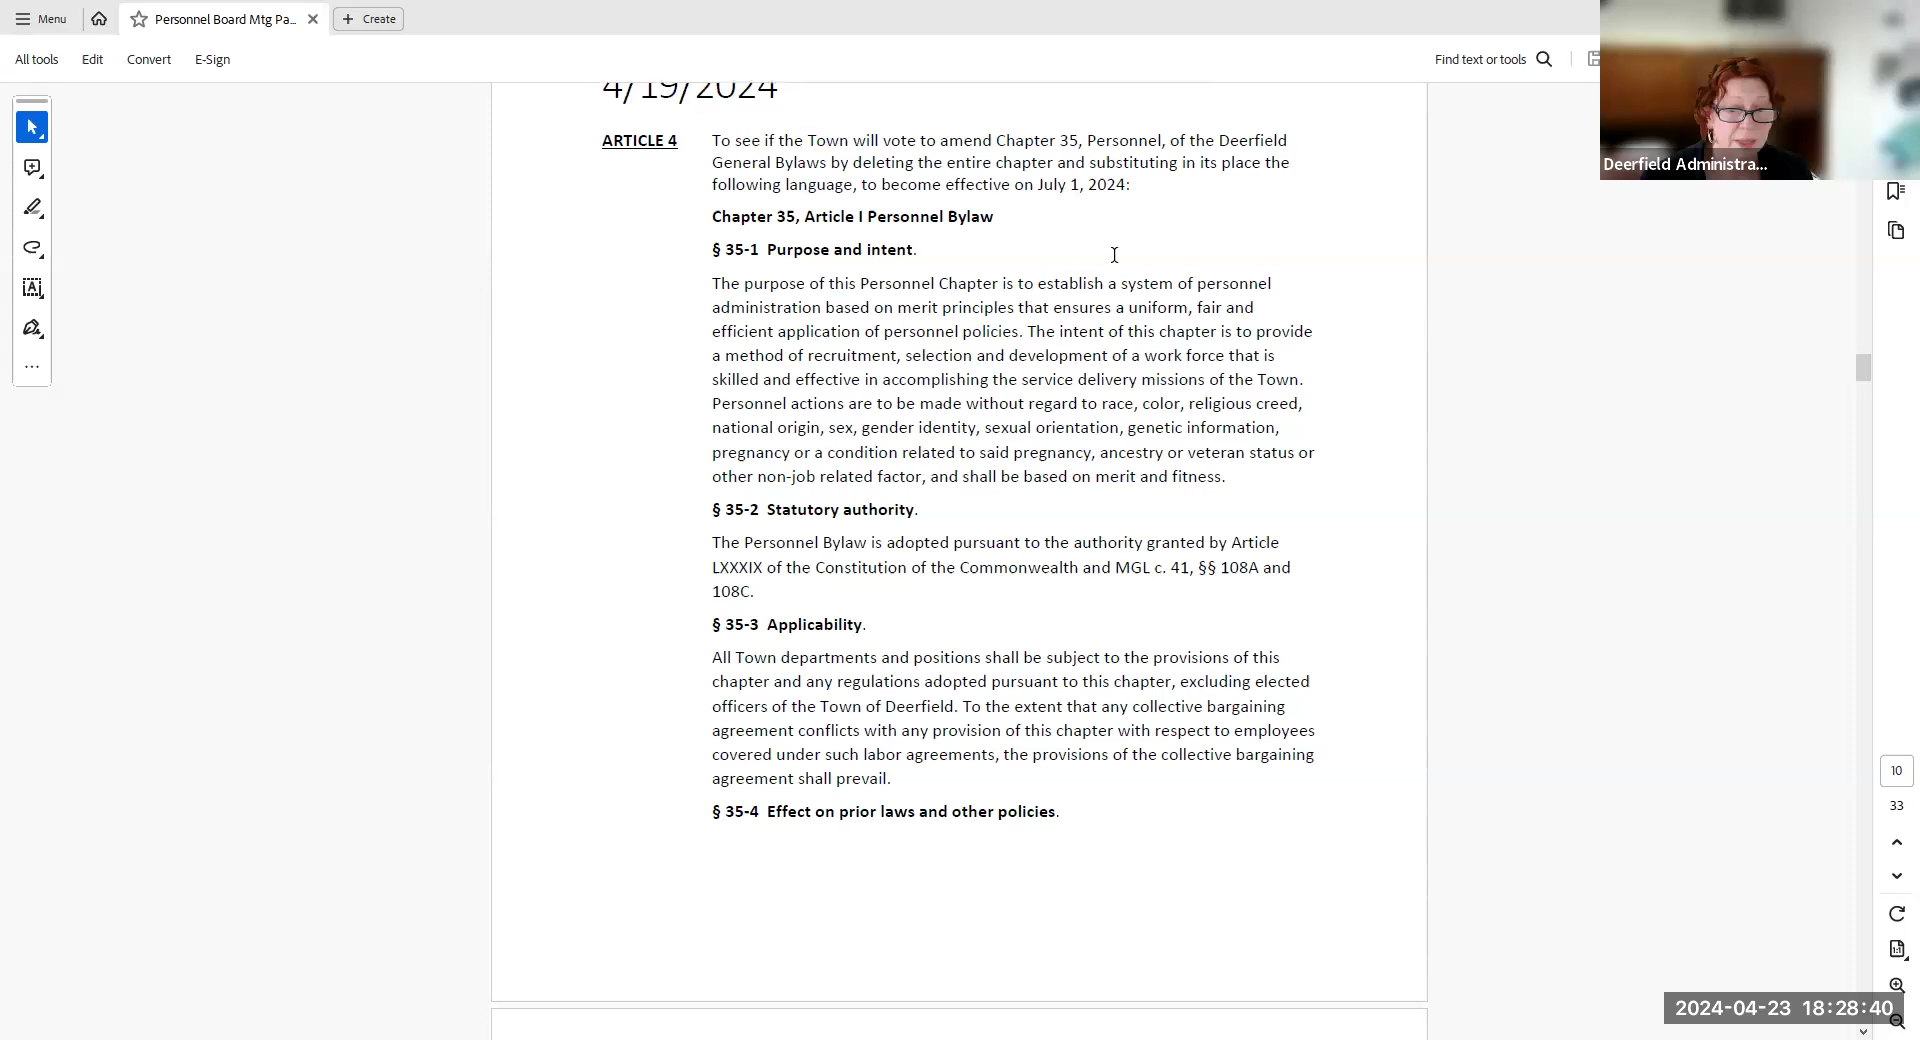 Menu
Personnel Board Mtg Pa...
Create
All tools
Edit
Convert
E-Sign
Find text or tools
Deerfield Administra...
4/19/2024
ARTICLE 4
To see if the Town will vote to amend Chapter 35, Personnel, of the Deerfield
General Bylaws by deleting the entire chapter and substituting in its place the
following language, to become effective on July 1, 2024:
Chapter 35, Article I Personnel Bylaw
§ 35-1 Purpose and intent.
The purpose of this Personnel Chapter is to establish a system of personnel
administration based on merit principles that ensures a uniform, fair and
efficient application of personnel policies. The intent of this chapter is to provide
a method of recruitment, selection and development of a work force that is
skilled and effective in accomplishing the service delivery missions of the Town.
Personnel actions are to be made without regard to race, color, religious creed,
national origin, sex, gender identity, sexual orientation, genetic information,
pregnancy or a condition related to said pregnancy, ancestry or veteran status or
other non-job related factor, and shall be based on merit and fitness.
§ 35-2 Statutory authority.
The Personnel Bylaw is adopted pursuant to the authority granted by Article
LXXXIX of the Constitution of the Commonwealth and MGL c. 41, §§ 108A and
108C.
§ 35-3 Applicability.
All Town departments and positions shall be subject to the provisions of this
chapter and any regulations adopted pursuant to this chapter, excluding elected
officers of the Town of Deerfield. To the extent that any collective bargaining
agreement conflicts with any provision of this chapter with respect to employees
covered under such labor agreements, the provisions of the collective bargaining
agreement shall prevail.
§ 35-4 Effect on prior laws and other policies.
10
33
2024-04-23 18:28:40